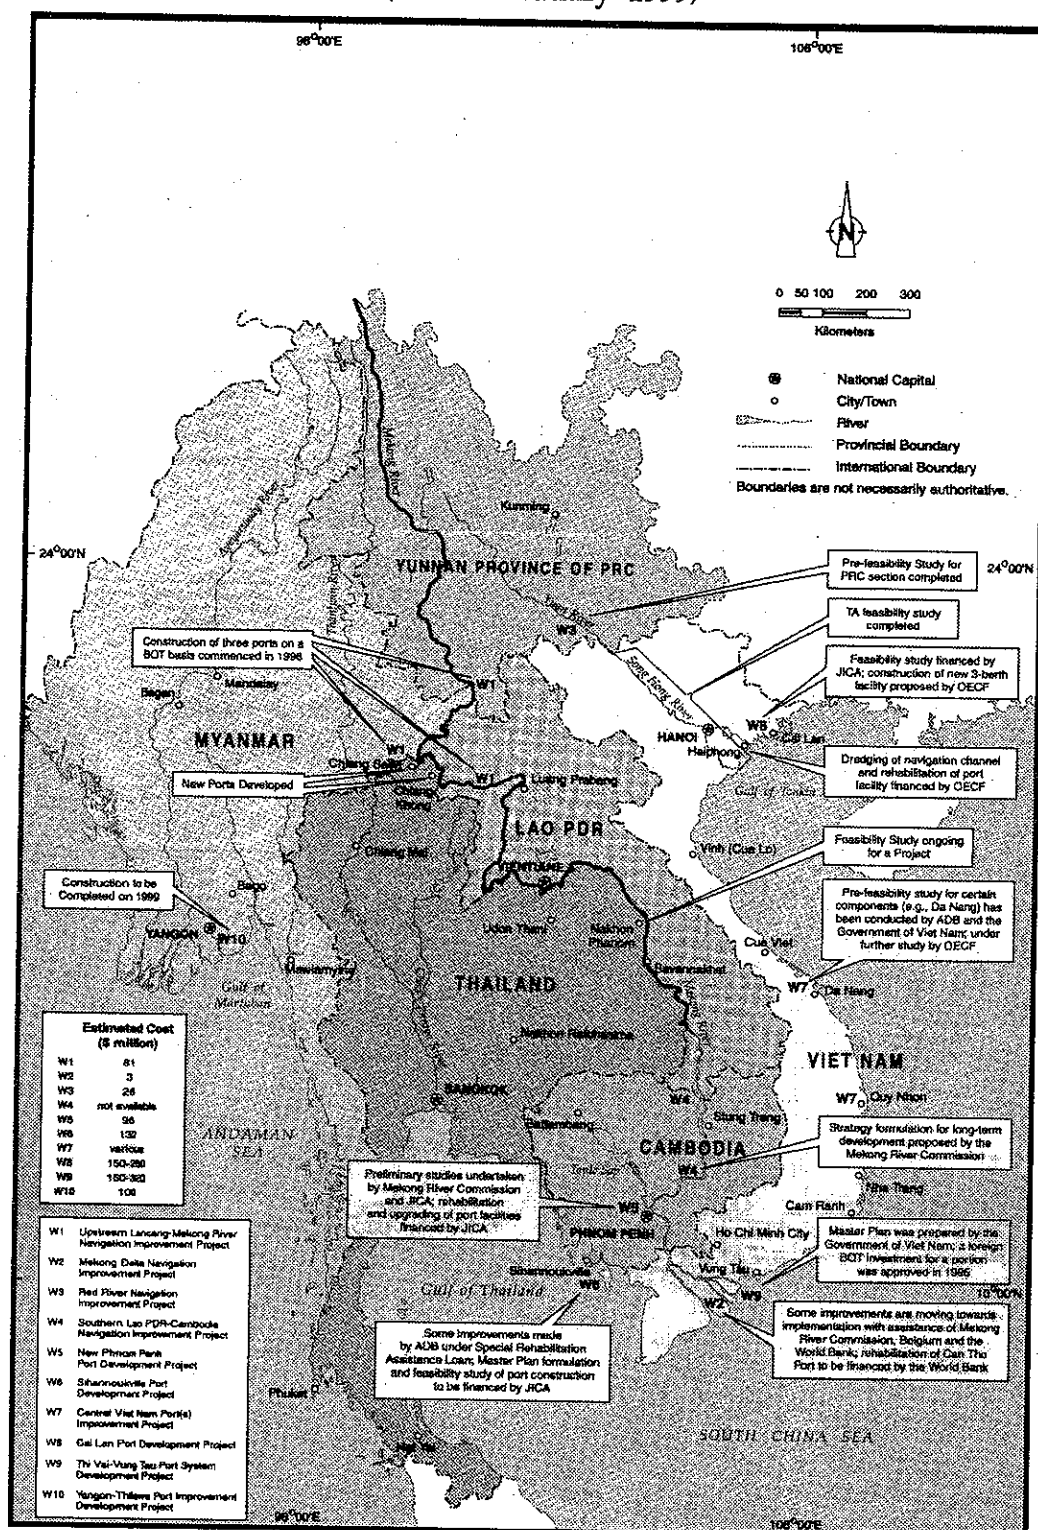 98°00'E
106°00'E
N
0 50 100 200 300
Kilometers
National Capital
City/Town
River
Provincial Boundary
International Boundary
Boundaries are not necessarily authoritative.
24°00'N
24°00'N
Mekong River
Kunming
YUNNAN PROVINCE OF PRC
Yuan River
W3
Pre-feasibility Study for
PRC section completed
TA feasibility study
completed
Construction of three ports on a
BOT basis commenced in 1996
Feasibility study financed by
JICA; construction of new 3-berth
facility proposed by OECF
W1
Mandalay
Bagan
Song Hong River
W8
HANOI
Cai Lan
Haiphong
MYANMAR
W1
Chiang Saen
W1
Luang Prabang
New Ports Developed
Chiang
Khong
Dredging of navigation channel
and rehabilitation of port
facility financed by OECF
Gulf of Tonkin
LAO PDR
Chiang Mai
Vinh (Cua Lo)
Feasibility Study ongoing
for a Project
VIENTIANE
Construction to be
Completed on 1999
Bago
YANGON
W10
Udon Thani
Nakhon
Phanom
Pre-feasibility study for certain
components (e.g., Da Nang) has
been conducted by ADB and the
Government of Viet Nam; under
further study by OECF
Cua Viet
Mawlamyine
Savannakhet
Gulf of
Martaban
THAILAND
W7
Da Nang
Nakhon Ratchasima
VIET NAM
Estimated Cost
($ million)
W1 81
W2 3
W3 26
W4 not available
W5 96
W6 132
W7 various
W8 150-250
W9 150-320
W10 100
BANGKOK
W4
W7
Quy Nhon
Stung Treng
Battambang
ANDAMAN
SEA
CAMBODIA
W4
Strategy formulation for long-term
development proposed by the
Mekong River Commission
Preliminary studies undertaken
by Mekong River Commission
and JICA; rehabilitation
and upgrading of port facilities
financed by JICA
Nha Trang
W5
Cam Ranh
PHNOM PENH
Ho Chi Minh City
Master Plan was prepared by the
Government of Viet Nam; a foreign
BOT investment for a portion
was approved in 1996
Vung Tau
Sihanoukville
W6
Gulf of Thailand
10°00'N
W9
W2
Some improvements made
by ADB under Special Rehabilitation
Assistance Loan; Master Plan formulation
and feasibility study of port construction
to be financed by JICA
Some improvements are moving towards
implementation with assistance of Mekong
River Commission, Belgium and the
World Bank; rehabilitation of Can Tho
Port to be financed by the World Bank
Phuket
Hat Yai
SOUTH CHINA SEA
W1 Upstream Lancang-Mekong River
Navigation Improvement Project
W2 Mekong Delta Navigation
Improvement Project
W3 Red River Navigation
Improvement Project
W4 Southern Lao PDR-Cambodia
Navigation Improvement Project
W5 New Phnom Penh
Port Development Project
W6 Sihanoukville Port
Development Project
W7 Central Viet Nam Port(s)
Improvement Project
W8 Cai Lan Port Development Project
W9 Thi Vai-Vung Tau Port System
Development Project
W10 Yangon-Thilawa Port Improvement
Development Project
98°00'E
106°00'E